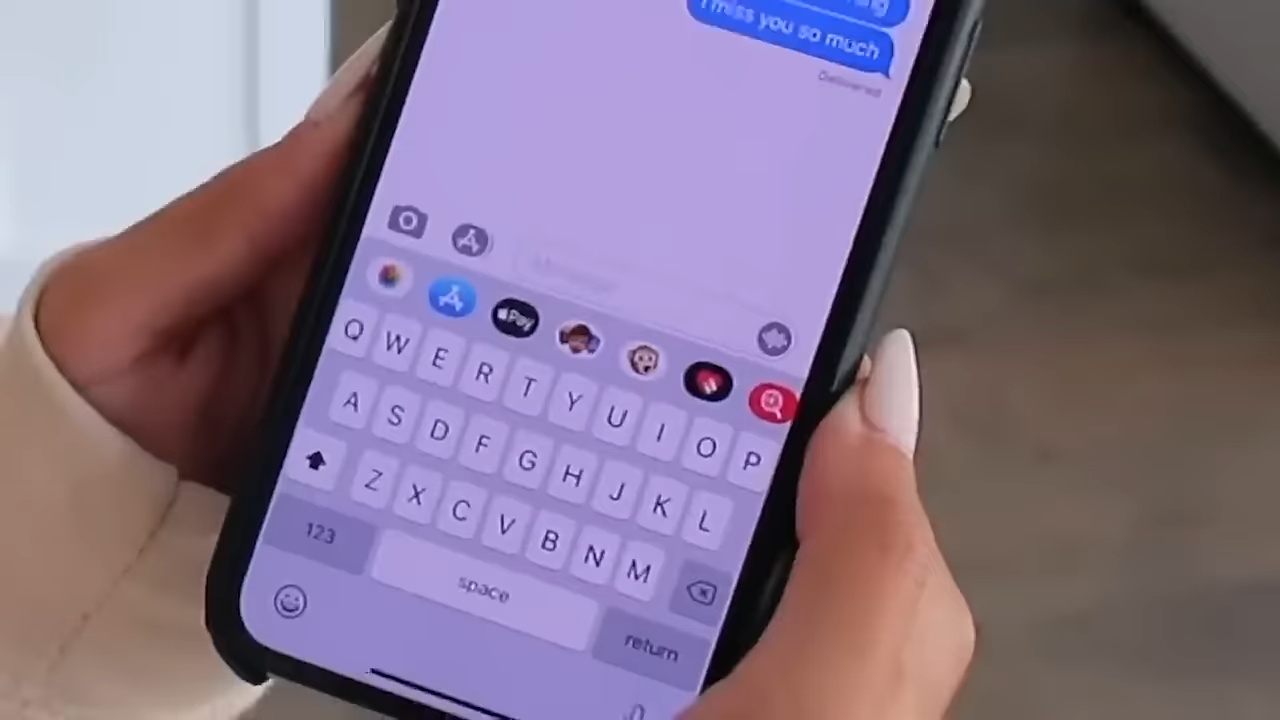 I miss you so much
Delivered
Pay
Q W E R T Y U I O P
A S D F G H J K L
Z X C V B N M
123
space
return